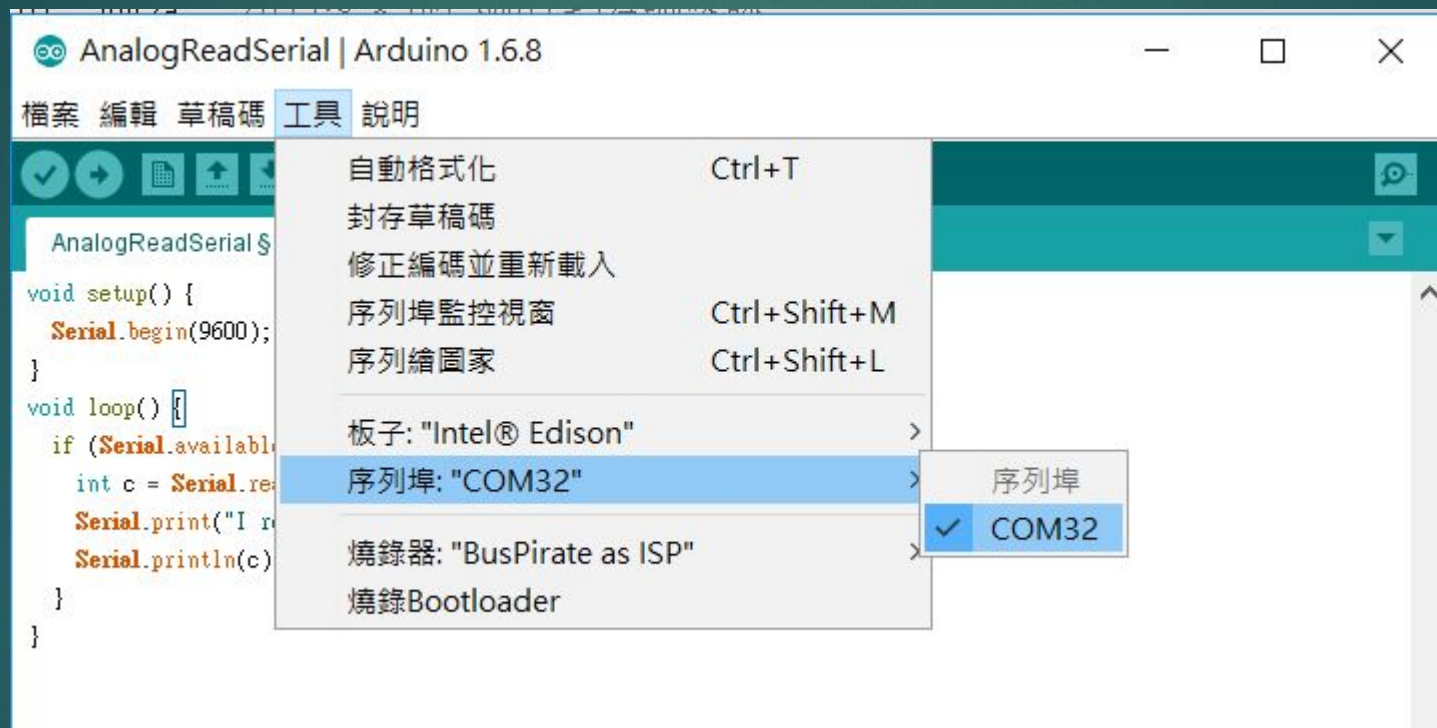 AnalogReadSerial | Arduino 1.6.8
檔案 編輯 草稿碼 工具 說明
自動格式化 Ctrl+T
封存草稿碼
修正編碼並重新載入
序列埠監控視窗 Ctrl+Shift+M
序列繪圖家 Ctrl+Shift+L
板子: "Intel® Edison"
序列埠: "COM32"
燒錄器: "BusPirate as ISP"
燒錄Bootloader
序列埠
COM32
AnalogReadSerial §
void setup() {
Serial.begin(9600);
}
void loop() {
if (Serial.available
int c = Serial.rea
Serial.print("I re
Serial.println(c)
}
}